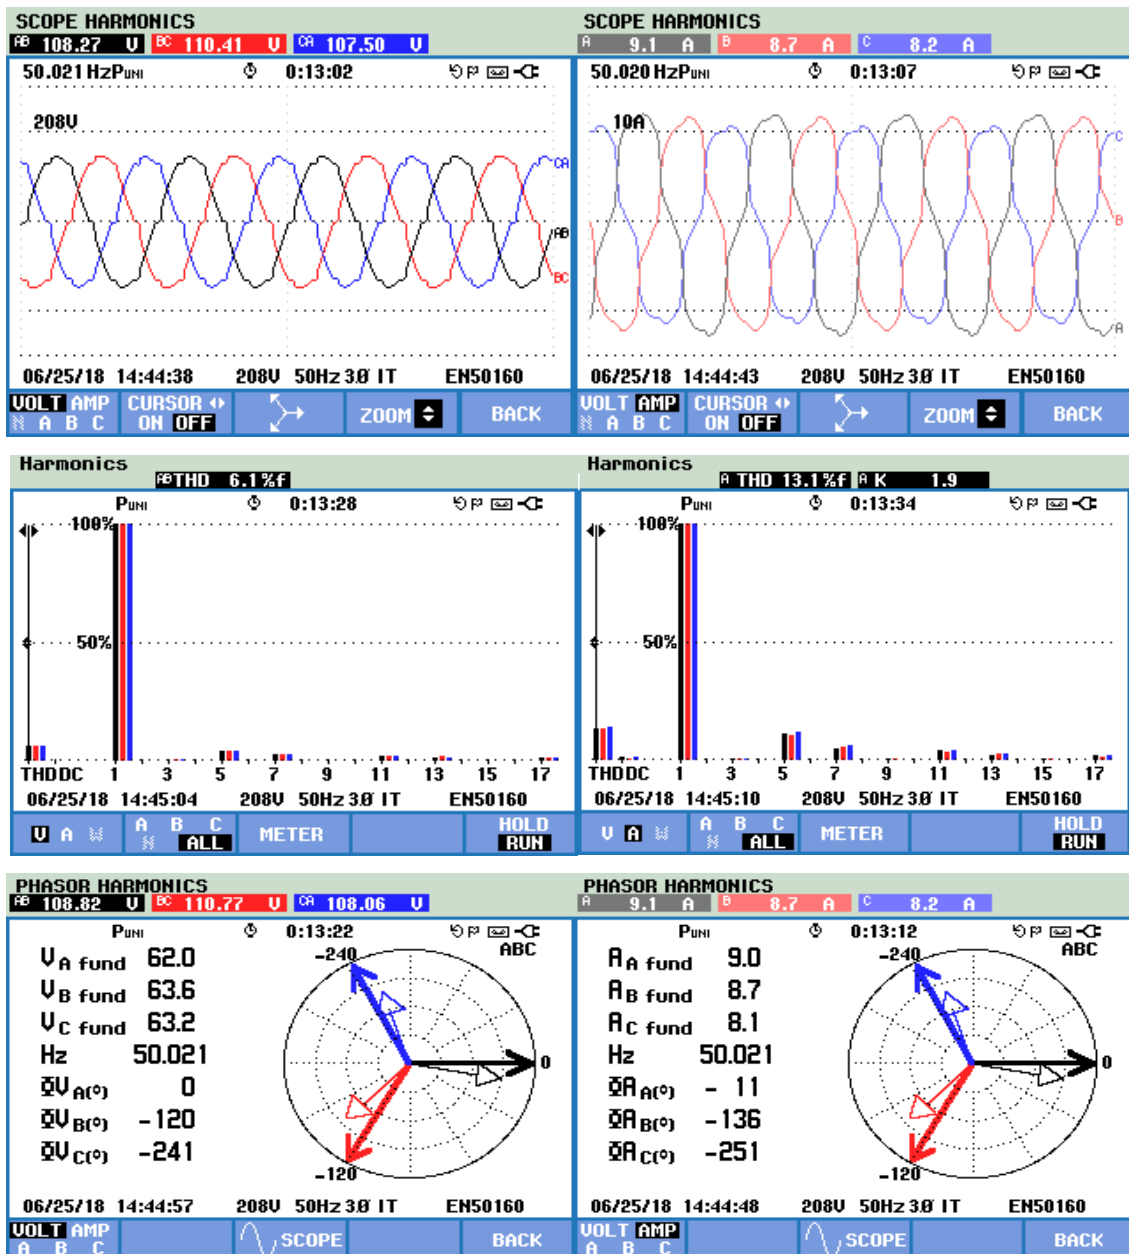 SCOPE HARMONICS
AB 108.27 V BC 110.41 V CA 107.50 V
50.021 Hz PUNI 0:13:02
208V
CA
AB
BC
06/25/18 14:44:38 208V 50Hz 3.0 IT EN50160
VOLT AMP CURSOR ZOOM BACK
N A B C ON OFF
SCOPE HARMONICS
A 9.1 A B 8.7 A C 8.2 A
50.020 Hz PUNI 0:13:07
10A
C
B
A
06/25/18 14:44:43 208V 50Hz 3.0 IT EN50160
VOLT AMP CURSOR ZOOM BACK
N A B C ON OFF
Harmonics
AB THD 6.1 %f
PUNI 0:13:28
100%
50%
THD DC 1 3 5 7 9 11 13 15 17
06/25/18 14:45:04 208V 50Hz 3.0 IT EN50160
V A W A B C METER HOLD
N ALL RUN
Harmonics
A THD 13.1 %f A K 1.9
PUNI 0:13:34
100%
50%
THD DC 1 3 5 7 9 11 13 15 17
06/25/18 14:45:10 208V 50Hz 3.0 IT EN50160
V A W A B C METER HOLD
N ALL RUN
PHASOR HARMONICS
AB 108.82 V BC 110.77 V CA 108.06 V
PUNI 0:13:22
ABC
-240
VA fund 62.0
VB fund 63.6
VC fund 63.2
Hz 50.021
0
ΦVA(°) 0
ΦVB(°) -120
ΦVC(°) -241
-120
06/25/18 14:44:57 208V 50Hz 3.0 IT EN50160
VOLT AMP SCOPE BACK
A B C
PHASOR HARMONICS
A 9.1 A B 8.7 A C 8.2 A
PUNI 0:13:12
ABC
-240
AA fund 9.0
AB fund 8.7
AC fund 8.1
Hz 50.021
0
ΦAA(°) - 11
ΦAB(°) -136
ΦAC(°) -251
-120
06/25/18 14:44:48 208V 50Hz 3.0 IT EN50160
VOLT AMP SCOPE BACK
A B C